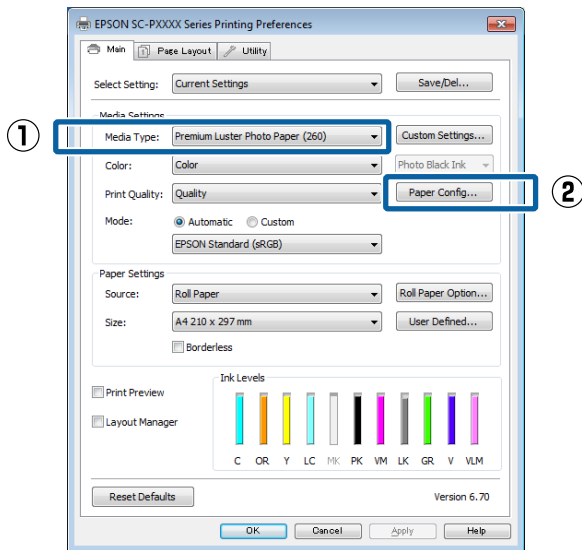 EPSON SC-PXXXX Series Printing Preferences
Main Page Layout Utility
Select Setting: Current Settings Save/Del...
Media Settings
① Media Type: Premium Luster Photo Paper (260) Custom Settings...
Color: Color Photo Black Ink
Print Quality: Quality Paper Config... ②
Mode: Automatic Custom
EPSON Standard (sRGB)
Paper Settings
Source: Roll Paper Roll Paper Option...
Size: A4 210 x 297 mm User Defined...
Borderless
Print Preview
Layout Manager
Ink Levels
C OR Y LC MK PK VM LK GR V VLM
Reset Defaults Version 6.70
OK Cancel Apply Help